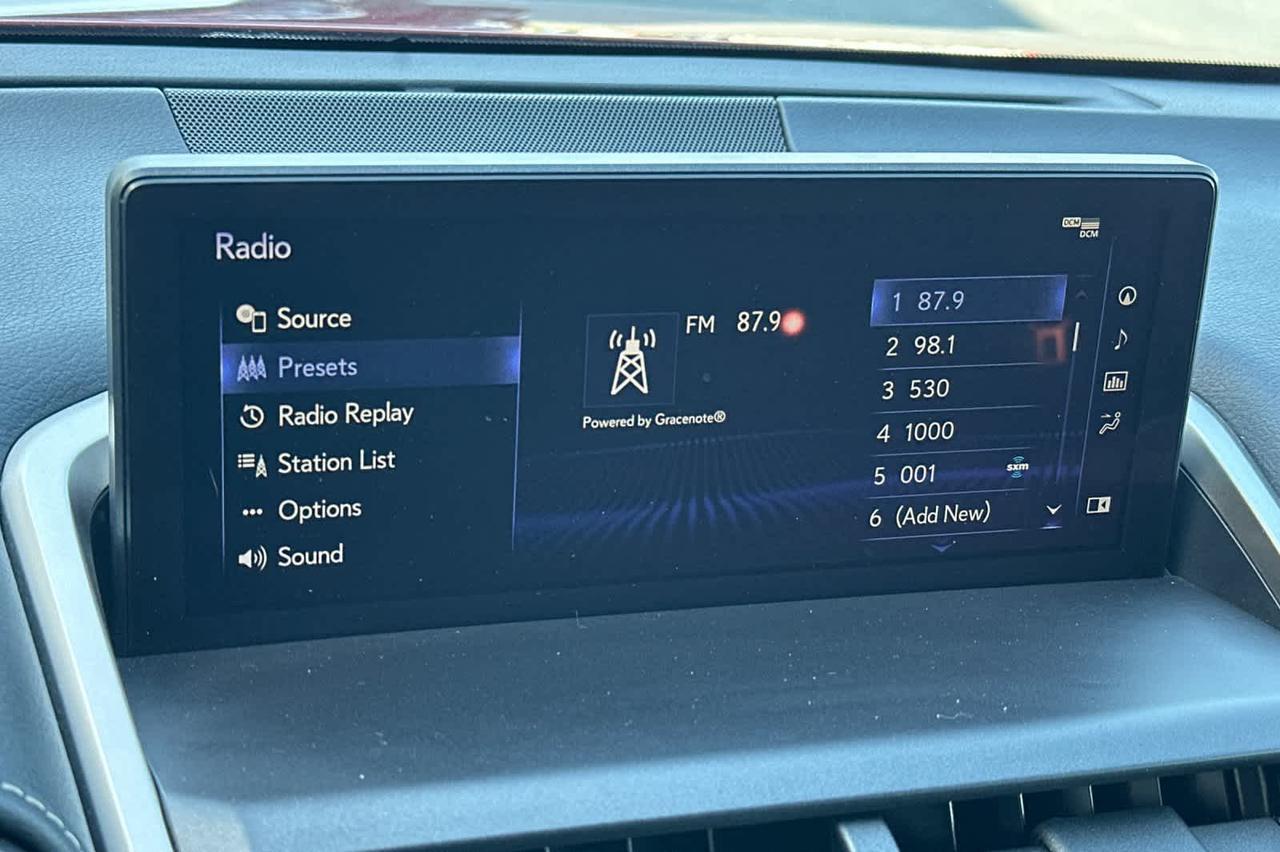 Radio
DCM
DCM
Source
Presets
Radio Replay
Station List
Options
Sound
FM 87.9
Powered by Gracenote®
1 87.9
2 98.1
3 530
4 1000
5 001 sxm
6 (Add New)